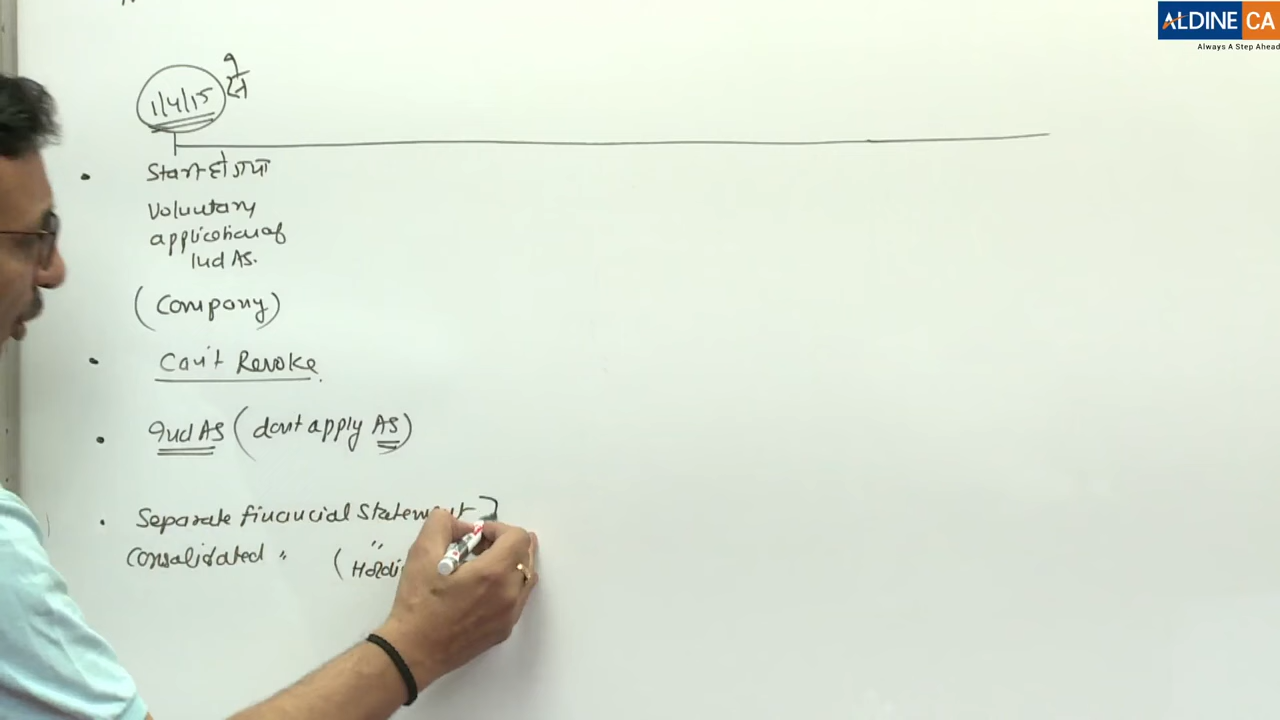 ALDINE CA
Always A Step Ahead
1/4/15 से
Start हो गया
Voluntary
application of
Ind AS.
(Company)
Can't Revoke.
Ind AS (don't apply AS)
Separate financial Statement
Consolidated " "
(Holdi